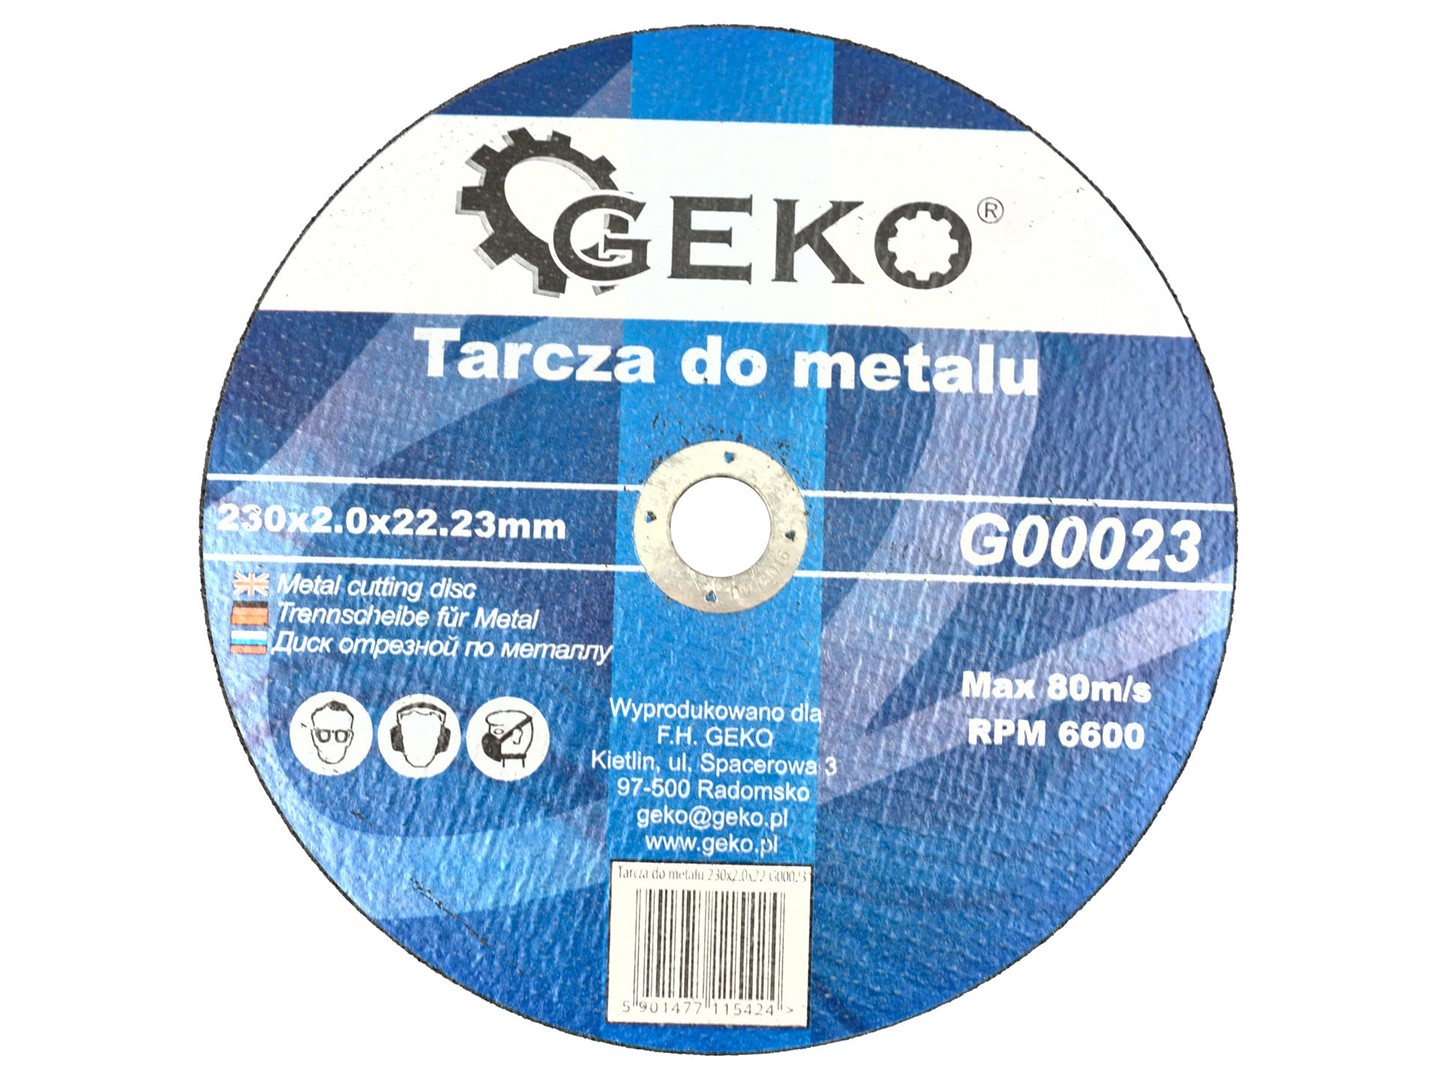 GEKO®
Tarcza do metalu
230x2.0x22.23mm
G00023
Metal cutting disc
Trennscheibe für Metal
Диск отрезной по металлу
Max 80m/s
RPM 6600
Wyprodukowano dla
F.H. GEKO
Kietlin, ul. Spacerowa 3
97-500 Radomsko
geko@geko.pl
www.geko.pl
Tarcza do metalu 230x2.0x22 G00023
5 901477 115424 >